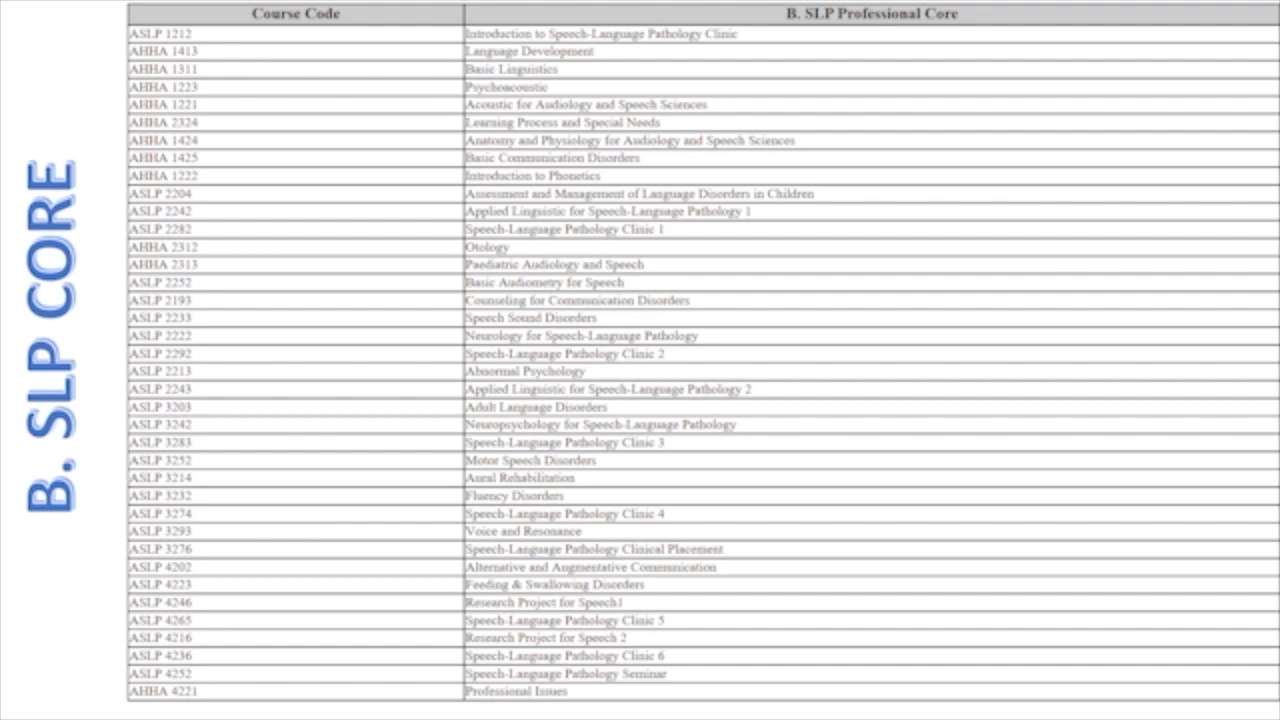 B. SLP CORE
Course Code B. SLP Professional Core
ASLP 1212 Introduction to Speech-Language Pathology Clinic
AHHA 1413 Language Development
AHHA 1311 Basic Linguistics
AHHA 1223 Psychoacoustic
AHHA 1221 Acoustic for Audiology and Speech Sciences
AHHA 2324 Learning Process and Special Needs
AHHA 1424 Anatomy and Physiology for Audiology and Speech Sciences
AHHA 1425 Basic Communication Disorders
AHHA 1222 Introduction to Phonetics
ASLP 2204 Assessment and Management of Language Disorders in Children
ASLP 2242 Applied Linguistic for Speech-Language Pathology 1
ASLP 2282 Speech-Language Pathology Clinic 1
AHHA 2312 Otology
AHHA 2313 Paediatric Audiology and Speech
ASLP 2252 Basic Audiometry for Speech
ASLP 2193 Counseling for Communication Disorders
ASLP 2233 Speech Sound Disorders
ASLP 2222 Neurology for Speech-Language Pathology
ASLP 2292 Speech-Language Pathology Clinic 2
ASLP 2213 Abnormal Psychology
ASLP 2243 Applied Linguistic for Speech-Language Pathology 2
ASLP 3203 Adult Language Disorders
ASLP 3242 Neuropsychology for Speech-Language Pathology
ASLP 3283 Speech-Language Pathology Clinic 3
ASLP 3252 Motor Speech Disorders
ASLP 3214 Aural Rehabilitation
ASLP 3232 Fluency Disorders
ASLP 3274 Speech-Language Pathology Clinic 4
ASLP 3293 Voice and Resonance
ASLP 3276 Speech-Language Pathology Clinical Placement
ASLP 4202 Alternative and Augmentative Communication
ASLP 4223 Feeding & Swallowing Disorders
ASLP 4246 Research Project for Speech1
ASLP 4265 Speech-Language Pathology Clinic 5
ASLP 4216 Research Project for Speech 2
ASLP 4236 Speech-Language Pathology Clinic 6
ASLP 4252 Speech-Language Pathology Seminar
AHHA 4221 Professional Issues